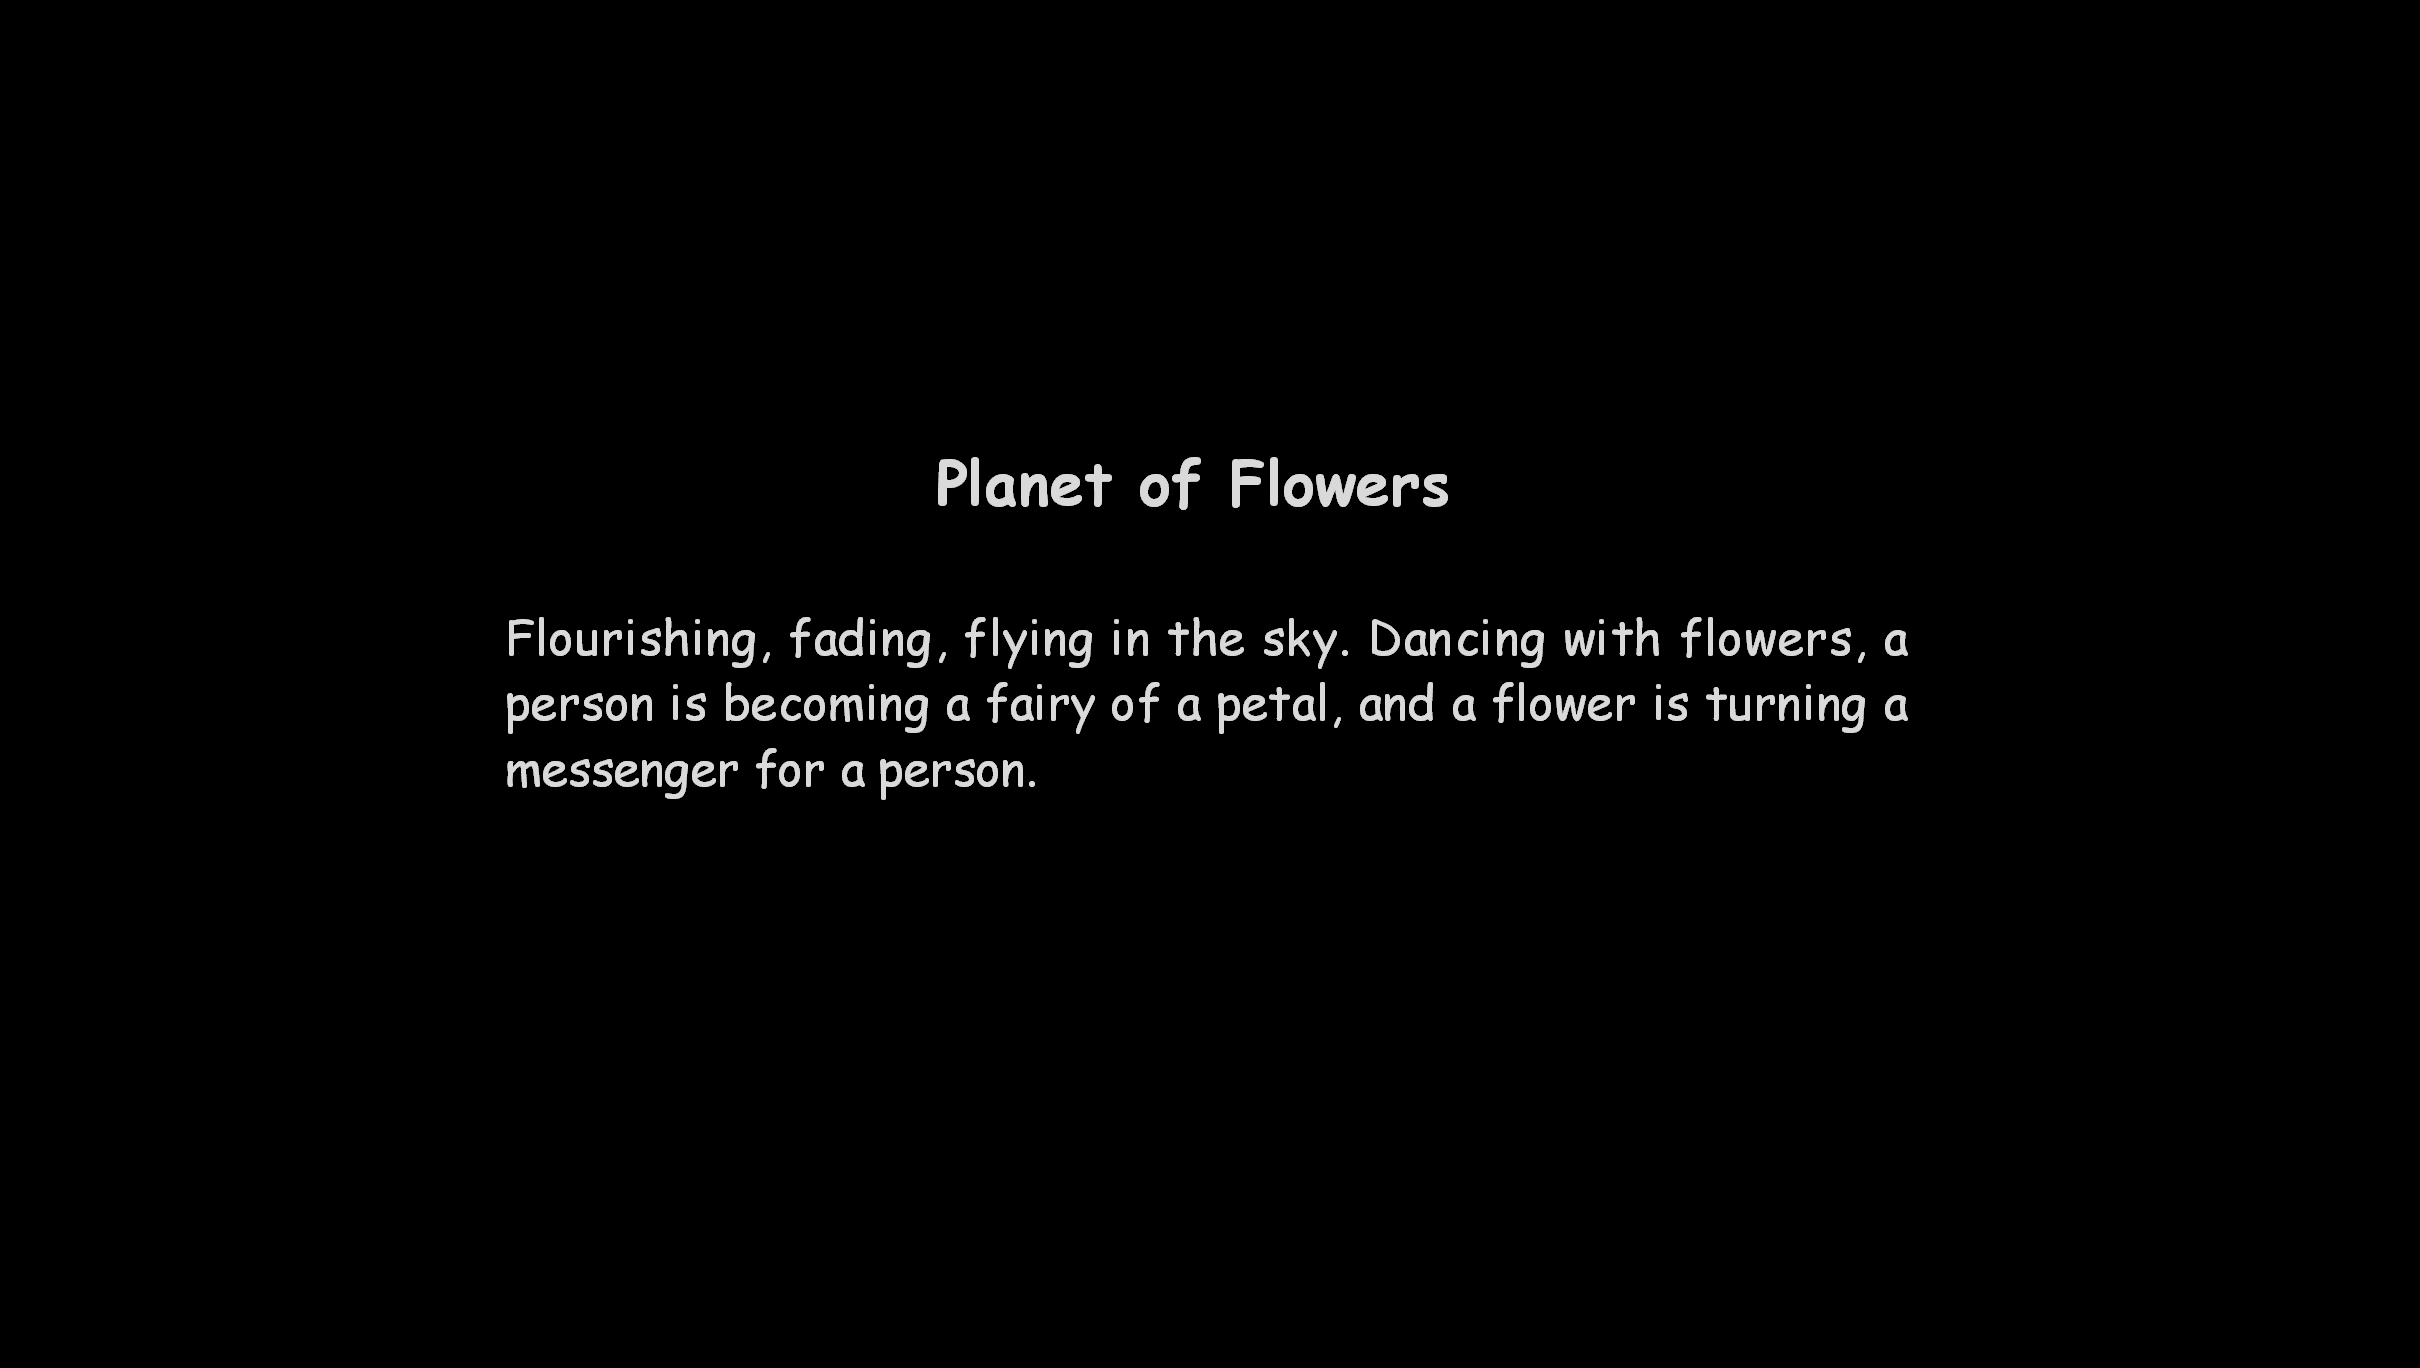 Planet of Flowers
Flourishing, fading, flying in the sky. Dancing with flowers, a
person is becoming a fairy of a petal, and a flower is turning a
messenger for a person.